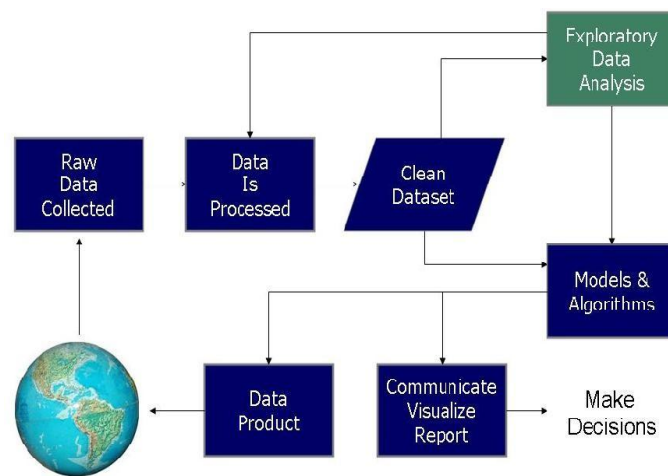 Exploratory
Data
Analysis
Raw
Data
Collected
Data
Is
Processed
Clean
Dataset
Models &
Algorithms
Data
Product
Communicate
Visualize
Report
Make
Decisions